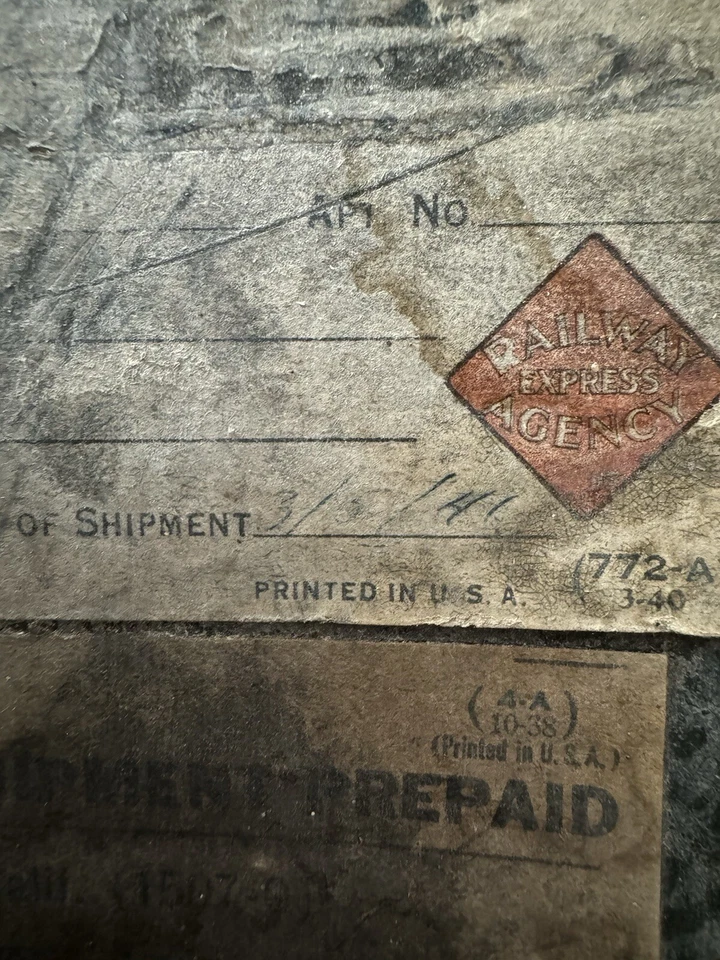 APT NO
RAILWAY
EXPRESS
AGENCY
OF SHIPMENT 3/5/41
PRINTED IN U. S. A.
(772-A
3-40
(4-A
10-38)
(Printed in U.S.A.)
SHIPMENT PREPAID